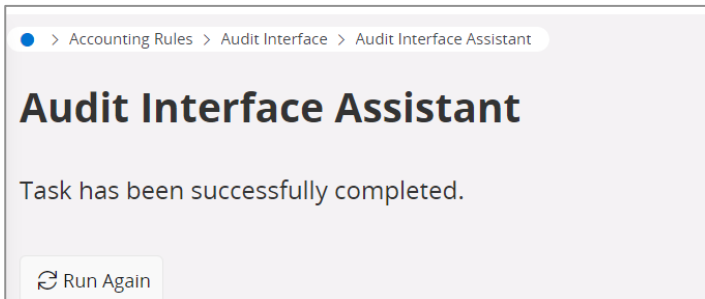 > Accounting Rules > Audit Interface > Audit Interface Assistant
Audit Interface Assistant
Task has been successfully completed.
Run Again